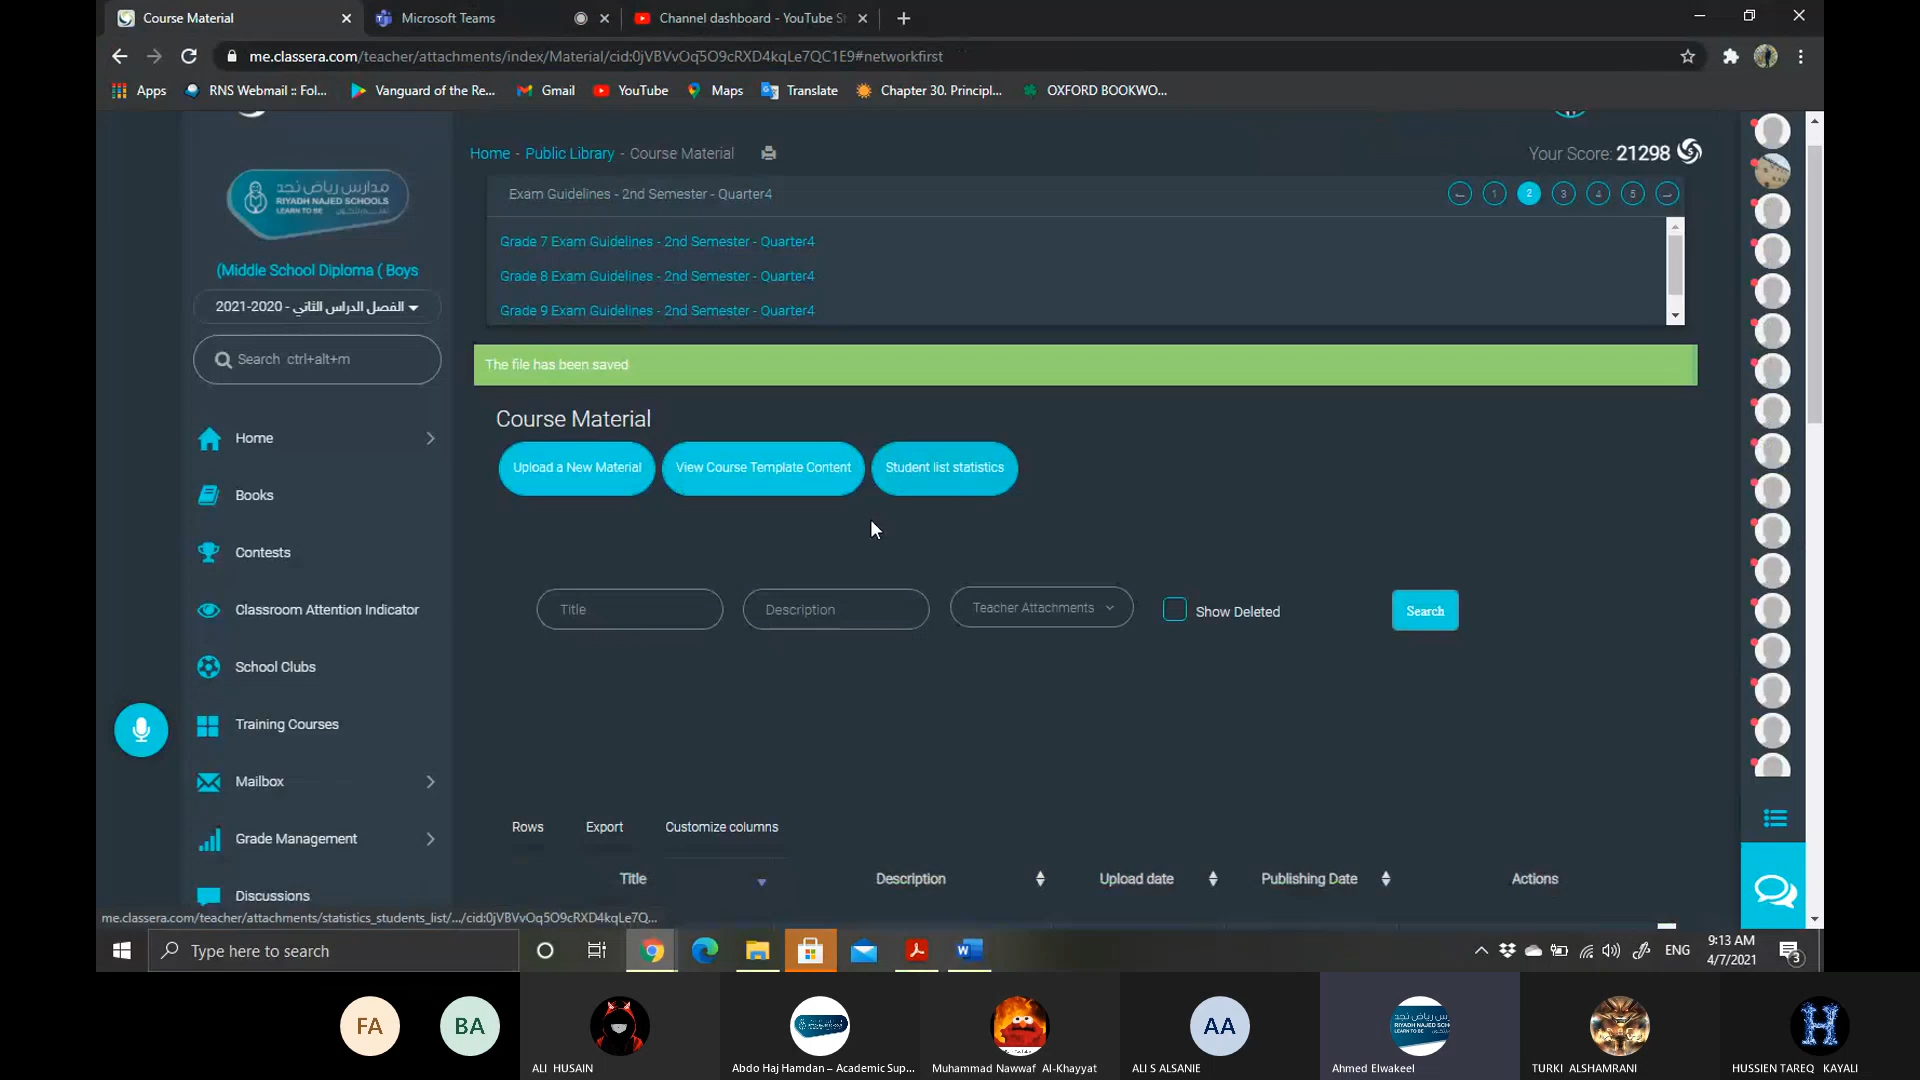 Course Material
Microsoft Teams
Channel dashboard - YouTube St
me.classera.com/teacher/attachments/index/Material/cid:0jVBVvOq5O9cRXD4kqLe7QC1E9#networkfirst
Apps
RNS Webmail :: Fol...
Vanguard of the Re...
Gmail
YouTube
Maps
Translate
Chapter 30. Principl...
OXFORD BOOKWO...
Home - Public Library - Course Material
Your Score: 21298
مدارس رياض نجد
RIYADH NAJED SCHOOLS
LEARN TO BE
(Middle School Diploma ( Boys
الفصل الدراس الثاني - 2020-2021
Search ctrl+alt+m
Exam Guidelines - 2nd Semester - Quarter4
1 2 3 4 5
Grade 7 Exam Guidelines - 2nd Semester - Quarter4
Grade 8 Exam Guidelines - 2nd Semester - Quarter4
Grade 9 Exam Guidelines - 2nd Semester - Quarter4
The file has been saved
Course Material
Upload a New Material
View Course Template Content
Student list statistics
Home
Books
Contests
Classroom Attention Indicator
School Clubs
Training Courses
Mailbox
Grade Management
Discussions
Title
Description
Teacher Attachments
Show Deleted
Search
Rows
Export
Customize columns
Title
Description
Upload date
Publishing Date
Actions
me.classera.com/teacher/attachments/statistics_students_list/.../cid:0jVBVvOq5O9cRXD4kqLe7Q...
Type here to search
ENG
9:13 AM
4/7/2021
3
FA
BA
AA
ALI HUSAIN
Abdo Haj Hamdan – Academic Sup...
Muhammad Nawwaf Al-Khayyat
ALI S ALSANIE
Ahmed Elwakeel
TURKI ALSHAMRANI
HUSSIEN TAREQ KAYALI